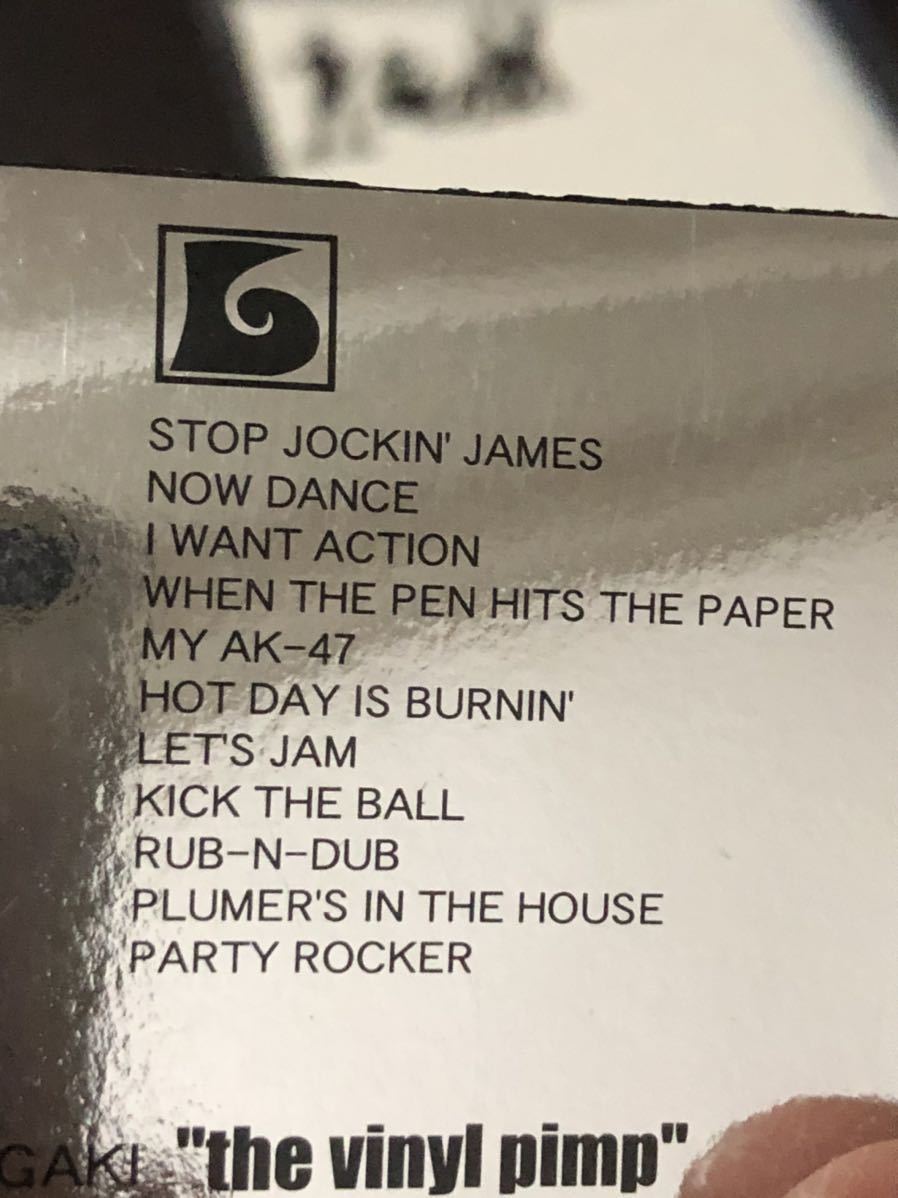 STOP JOCKIN' JAMES
NOW DANCE
I WANT ACTION
WHEN THE PEN HITS THE PAPER
MY AK-47
HOT DAY IS BURNIN'
LET'S JAM
KICK THE BALL
RUB-N-DUB
PLUMER'S IN THE HOUSE
PARTY ROCKER
GAKI "the vinyl pimp"